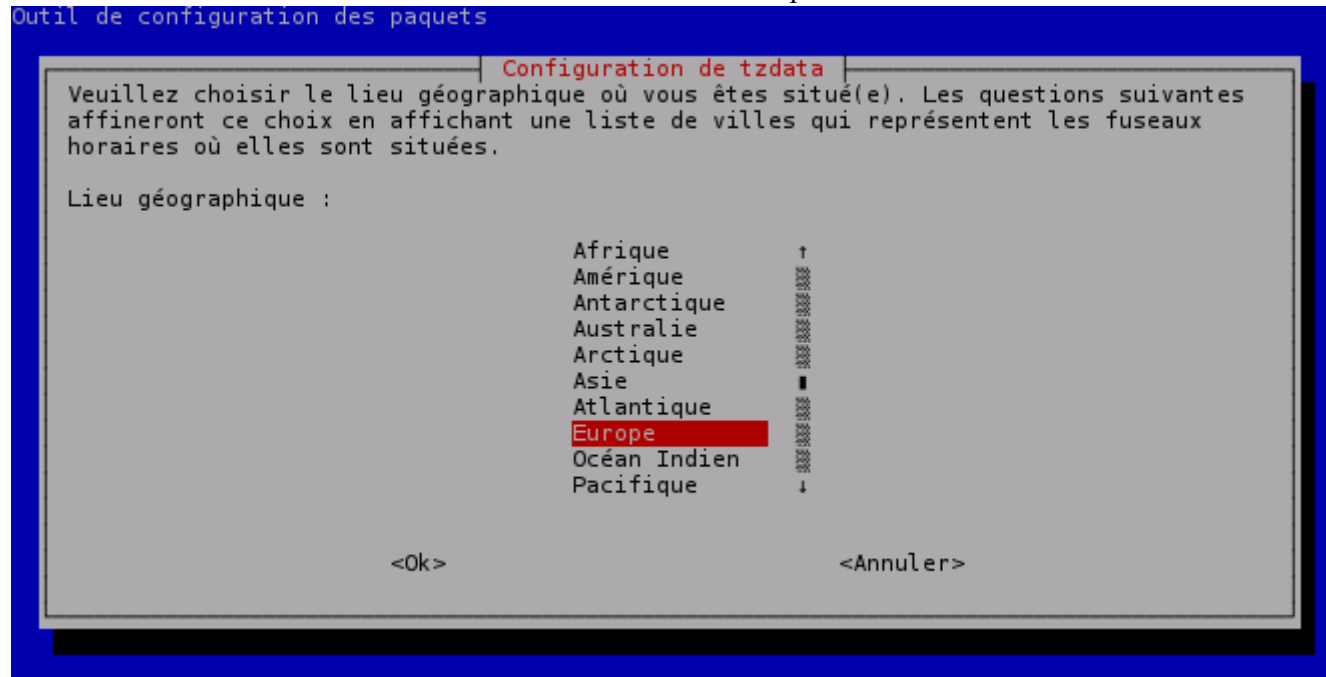 Outil de configuration des paquets
Configuration de tzdata
Veuillez choisir le lieu géographique où vous êtes situé(e). Les questions suivantes
affineront ce choix en affichant une liste de villes qui représentent les fuseaux
horaires où elles sont situées.
Lieu géographique :
Afrique ↑
Amérique
Antarctique
Australie
Arctique
Asie
Atlantique
Europe
Océan Indien
Pacifique ↓
<Ok> <Annuler>